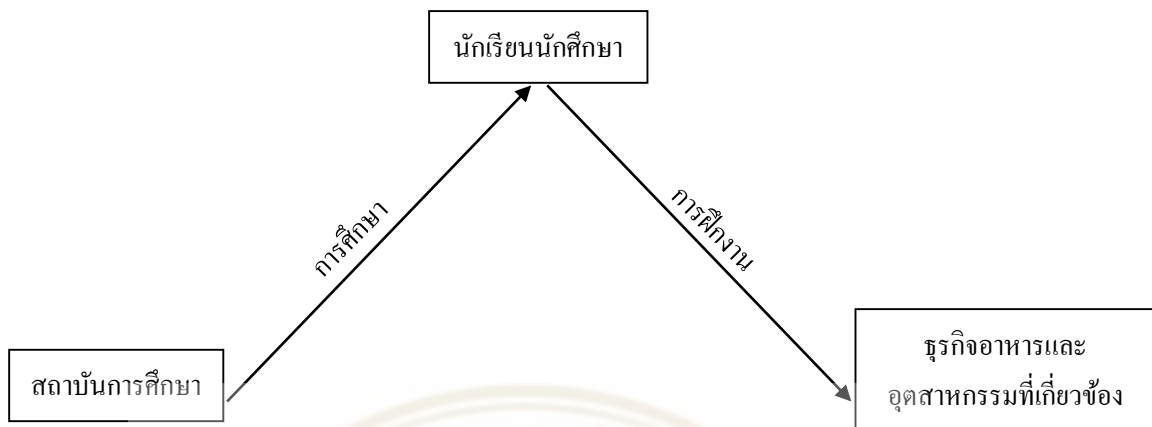 นักเรียนนักศึกษา
การศึกษา
การฝึกงาน
สถาบันการศึกษา
ธุรกิจอาหารและ
อุตสาหกรรมที่เกี่ยวข้อง